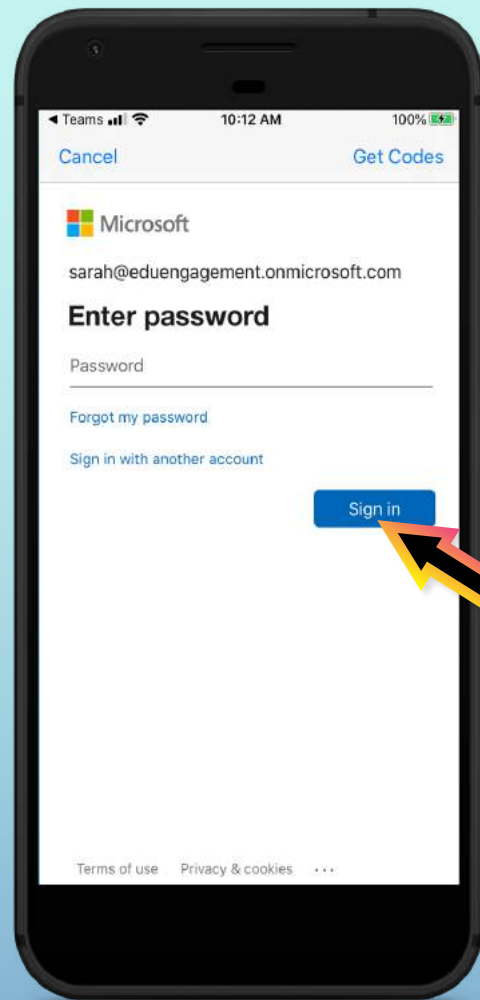 Teams 10:12 AM 100%
Cancel Get Codes
Microsoft
sarah@eduengagement.onmicrosoft.com
Enter password
Password
Forgot my password
Sign in with another account
Sign in
Terms of use Privacy & cookies ...